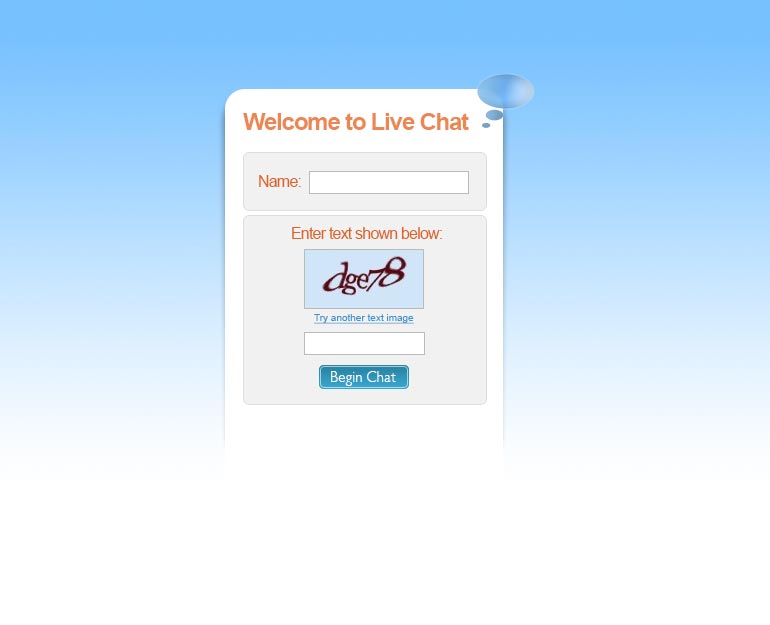 Welcome to Live Chat
Name:
Enter text shown below:
dge78
Try another text image
Begin Chat